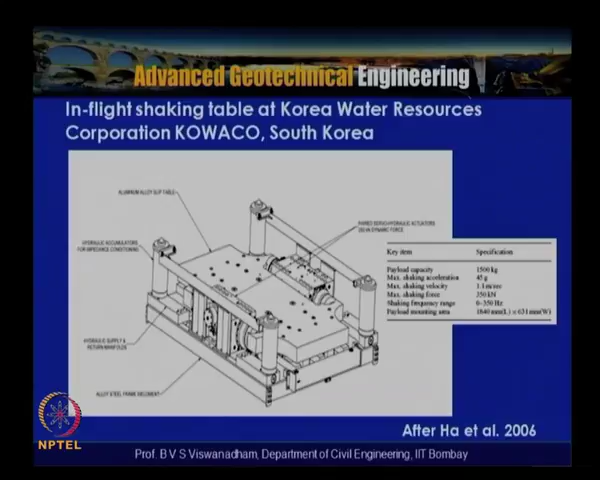 Advanced Geotechnical Engineering
In-flight shaking table at Korea Water Resources
Corporation KOWACO, South Korea
ALUMINUM ALLOY SLIP TABLE
PAIRED SERVO-HYDRAULIC ACTUATORS
HYDRAULIC ACCUMULATORS
FOR IMPEDANCE CONDITIONING
HYDRAULIC SUPPLY &
RETURN MANIFOLDS
Key item Specification
Payload capacity 1500 kg
Max. shaking acceleration 45 g
Max. shaking velocity 1.1 m/sec
Max. shaking force 350 kN
Shaking frequency range 0~350 Hz
Payload mounting area 1840 mm(L) × 631 mm(W)
After Ha et al. 2006
NPTEL
Prof. B V S Viswanadham, Department of Civil Engineering, IIT Bombay